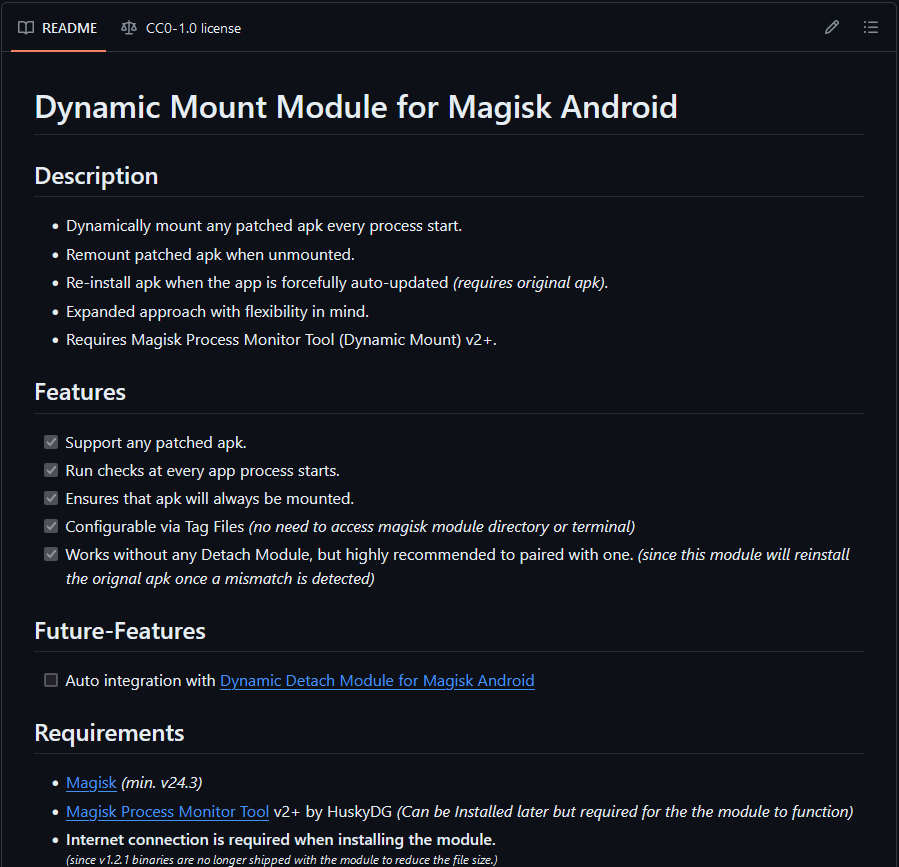 README CC0-1.0 license
Dynamic Mount Module for Magisk Android
Description
• Dynamically mount any patched apk every process start.
• Remount patched apk when unmounted.
• Re-install apk when the app is forcefully auto-updated (requires original apk).
• Expanded approach with flexibility in mind.
• Requires Magisk Process Monitor Tool (Dynamic Mount) v2+.
Features
Support any patched apk.
Run checks at every app process starts.
Ensures that apk will always be mounted.
Configurable via Tag Files (no need to access magisk module directory or terminal)
Works without any Detach Module, but highly recommended to paired with one. (since this module will reinstall
the orignal apk once a mismatch is detected)
Future-Features
Auto integration with Dynamic Detach Module for Magisk Android
Requirements
• Magisk (min. v24.3)
• Magisk Process Monitor Tool v2+ by HuskyDG (Can be Installed later but required for the the module to function)
• Internet connection is required when installing the module.
(since v1.2.1 binaries are no longer shipped with the module to reduce the file size.)